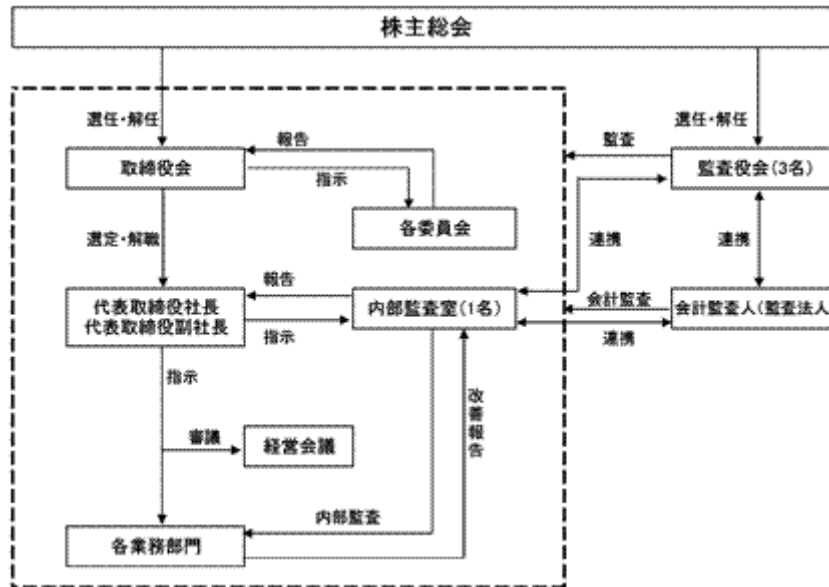 株主総会
選任・解任
選任・解任
報告
監査
取締役会
監査役会(3名)
指示
各委員会
選定・解職
連携
連携
報告
会計監査
代表取締役社長
代表取締役副社長
内部監査室(1名)
会計監査人(監査法人
指示
連携
指示
改善報告
審議
経営会議
内部監査
各業務部門